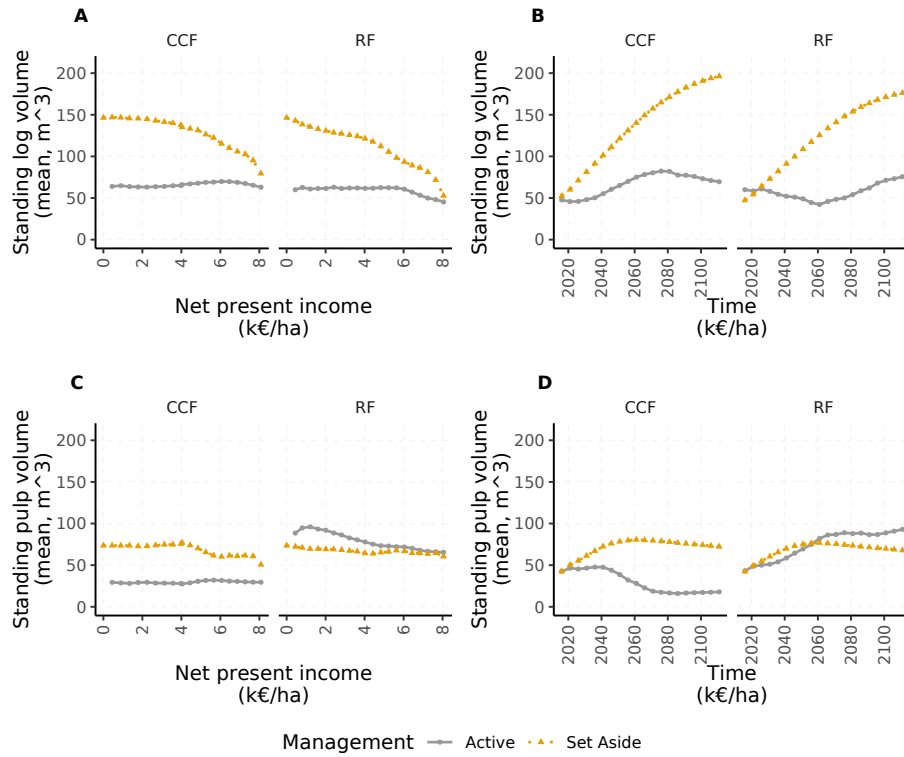 A
B
CCF
RF
CCF
RF
Standing log volume
(mean, m^3)
200
150
100
50
0
Standing log volume
(mean, m^3)
200
150
100
50
0
0 2 4 6 8
0 2 4 6 8
2020 2040 2060 2080 2100
2020 2040 2060 2080 2100
Net present income
(k€/ha)
Time
(k€/ha)
C
D
CCF
RF
CCF
RF
Standing pulp volume
(mean, m^3)
200
150
100
50
0
Standing pulp volume
(mean, m^3)
200
150
100
50
0
0 2 4 6 8
0 2 4 6 8
2020 2040 2060 2080 2100
2020 2040 2060 2080 2100
Net present income
(k€/ha)
Time
(k€/ha)
Management Active Set Aside